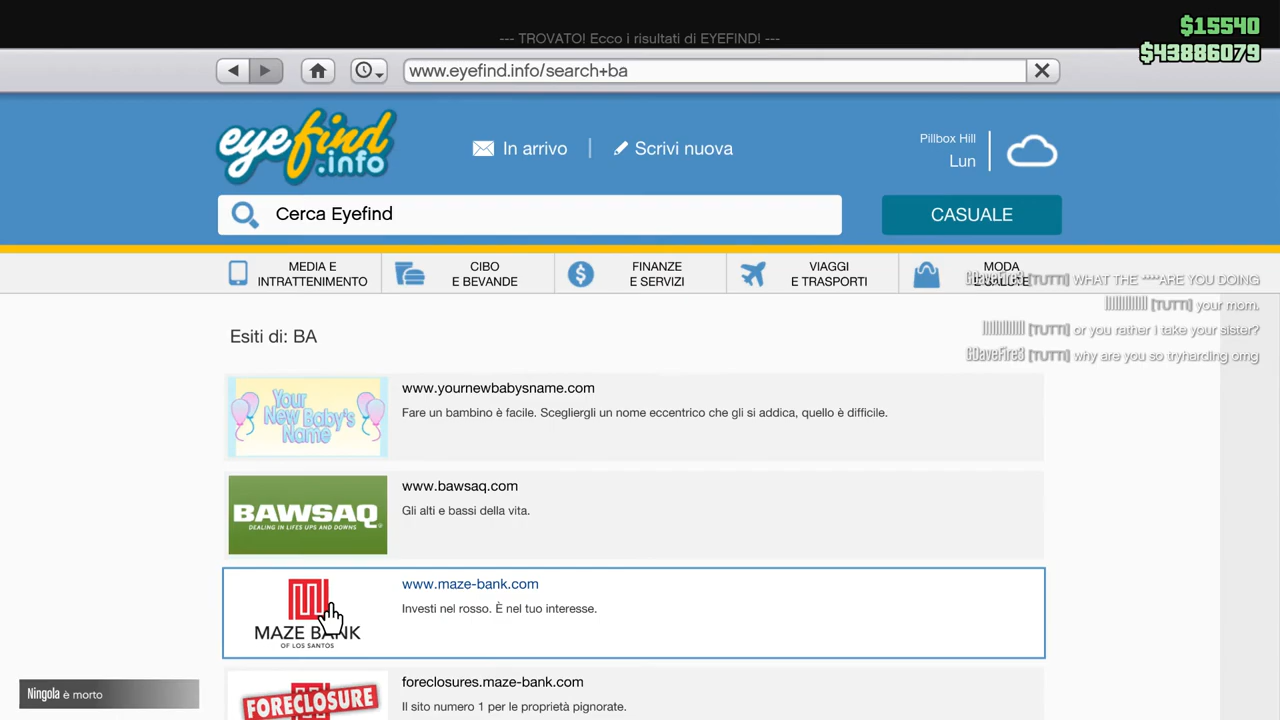 $15540
--- TROVATO! Ecco i risultati di EYEFIND! ---
$43886079
www.eyefind.info/search+ba
eyefind.info
In arrivo
Scrivi nuova
Pillbox Hill
Lun
Cerca Eyefind
CASUALE
MEDIA E INTRATTENIMENTO
CIBO E BEVANDE
FINANZE E SERVIZI
VIAGGI E TRASPORTI
MODA
[TUTTI] WHAT THE ****ARE YOU DOING
[TUTTI] your mom.
[TUTTI] or you rather i take your sister?
GDaveFire3 [TUTTI] why are you so tryharding omg
Esiti di: BA
Your New Baby's Name
www.yournewbabysname.com
Fare un bambino è facile. Scegliergli un nome eccentrico che gli si addica, quello è difficile.
BAWSAQ
DEALING IN LIFES UPS AND DOWNS
www.bawsaq.com
Gli alti e bassi della vita.
MAZE BANK
OF LOS SANTOS
www.maze-bank.com
Investi nel rosso. È nel tuo interesse.
FORECLOSURE
foreclosures.maze-bank.com
Il sito numero 1 per le proprietà pignorate.
Ningola è morto